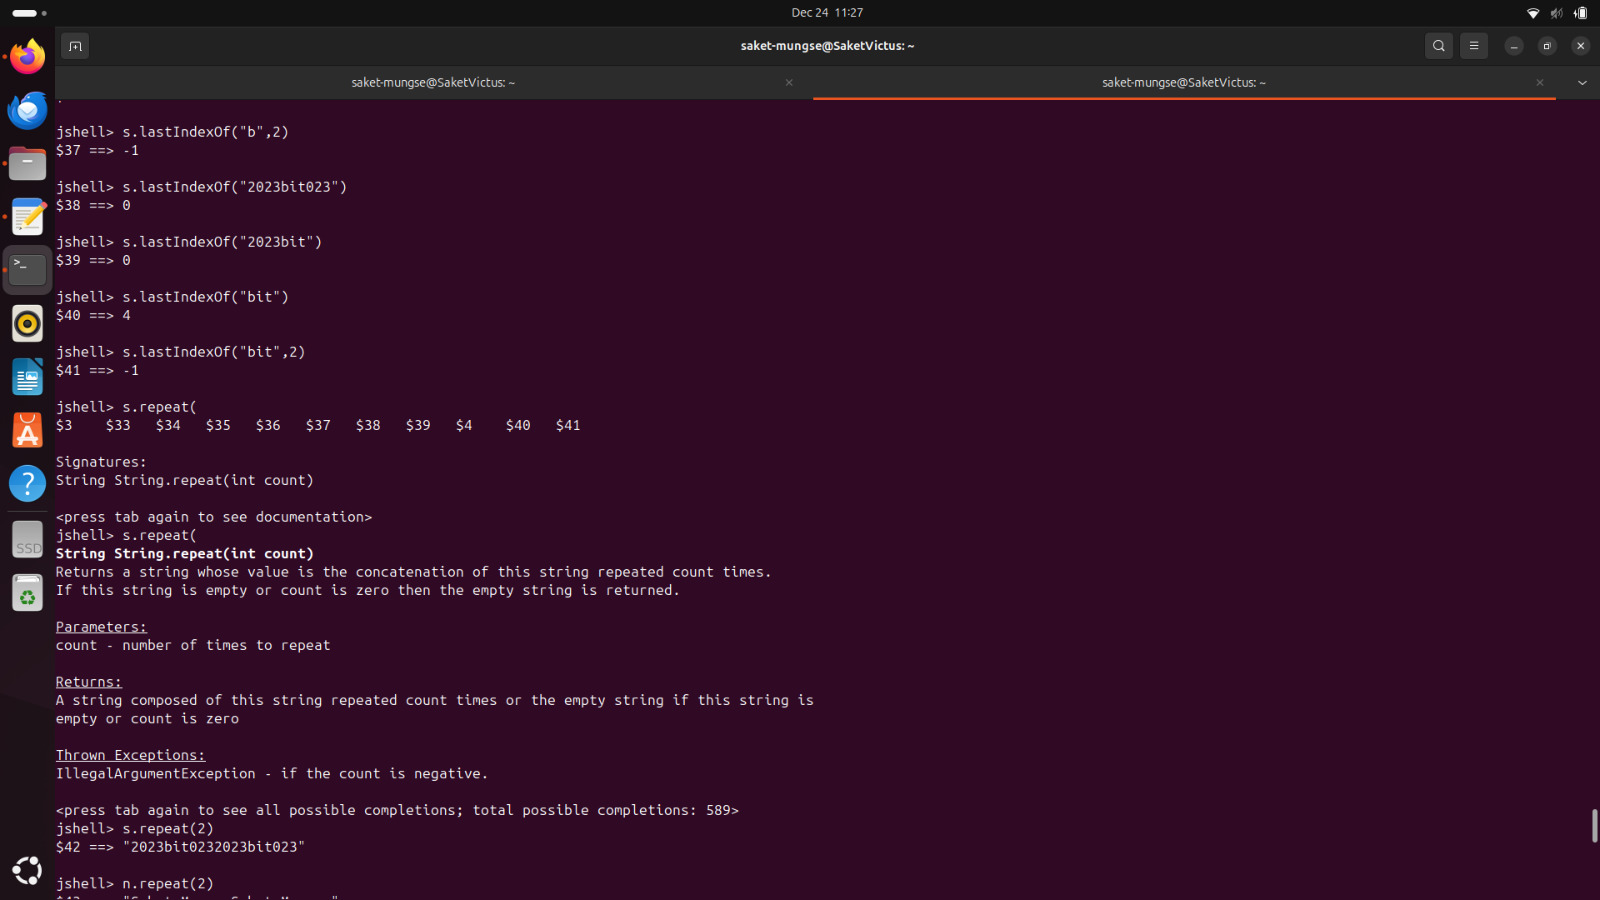 Dec 24 11:27
saket-mungse@SaketVictus: ~
saket-mungse@SaketVictus: ~
saket-mungse@SaketVictus: ~
jshell> s.lastIndexOf("b",2)
$37 ==> -1
jshell> s.lastIndexOf("2023bit023")
$38 ==> 0
jshell> s.lastIndexOf("2023bit")
$39 ==> 0
jshell> s.lastIndexOf("bit")
$40 ==> 4
jshell> s.lastIndexOf("bit",2)
$41 ==> -1
jshell> s.repeat(
$3 $33 $34 $35 $36 $37 $38 $39 $4 $40 $41
Signatures:
String String.repeat(int count)
<press tab again to see documentation>
jshell> s.repeat(
String String.repeat(int count)
Returns a string whose value is the concatenation of this string repeated count times.
If this string is empty or count is zero then the empty string is returned.
Parameters:
count - number of times to repeat
Returns:
A string composed of this string repeated count times or the empty string if this string is
empty or count is zero
Thrown Exceptions:
IllegalArgumentException - if the count is negative.
<press tab again to see all possible completions; total possible completions: 589>
jshell> s.repeat(2)
$42 ==> "2023bit0232023bit023"
jshell> n.repeat(2)
SSD